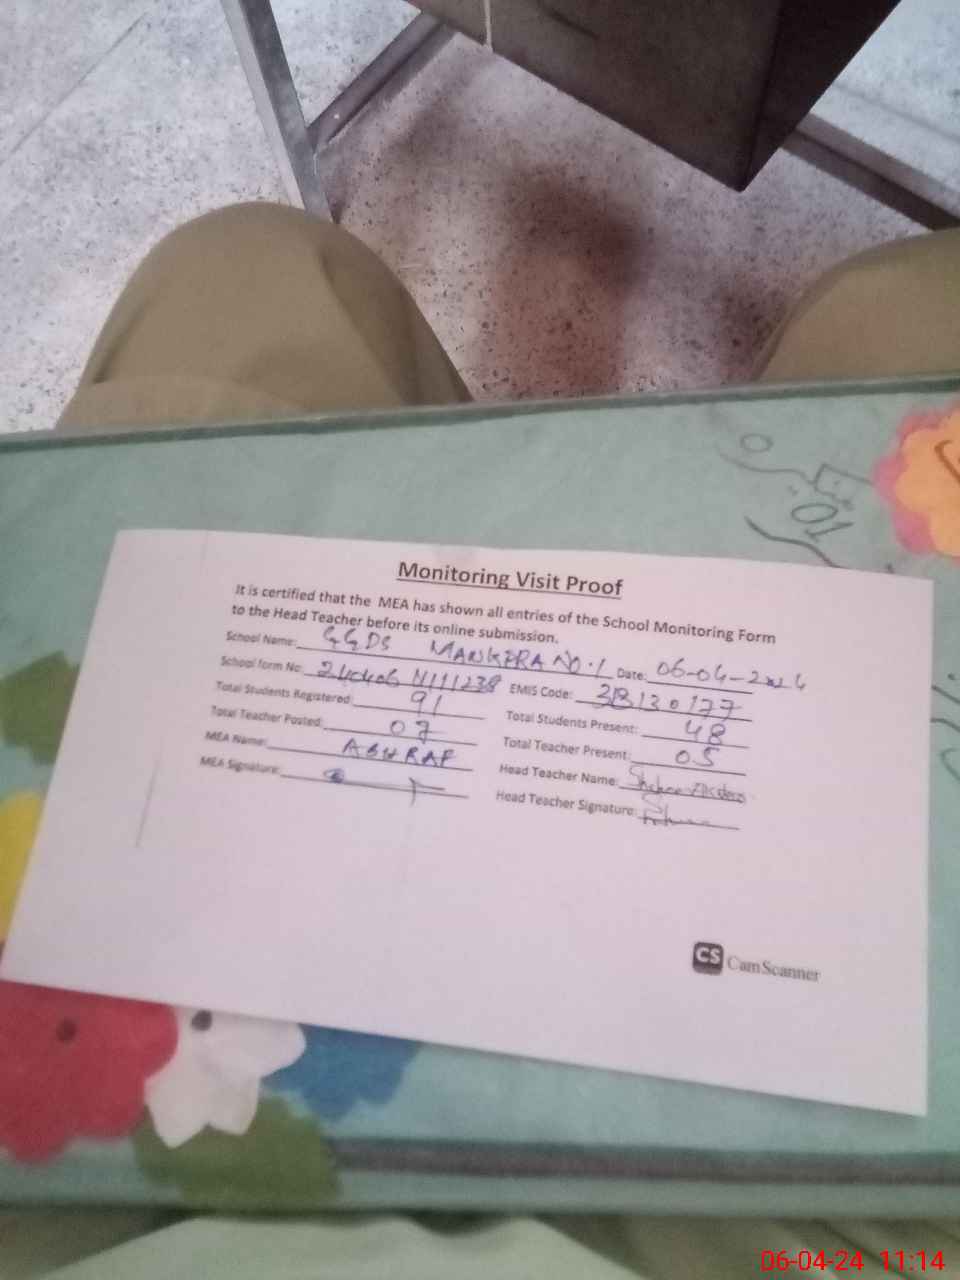 Monitoring Visit Proof
It is certified that the MEA has shown all entries of the School Monitoring Form
to the Head Teacher before its online submission.
School Name: GGDS MANKERA NO.1 Date: 06-04-2024
School form No: EMIS Code:
Total Students Registered: 91 Total Students Present: 48
Total Teacher Posted: 07 Total Teacher Present: 05
MEA Name: ASHRAF Head Teacher Name:
MEA Signature: Head Teacher Signature:
CS CamScanner
01
06-04-24 11:14